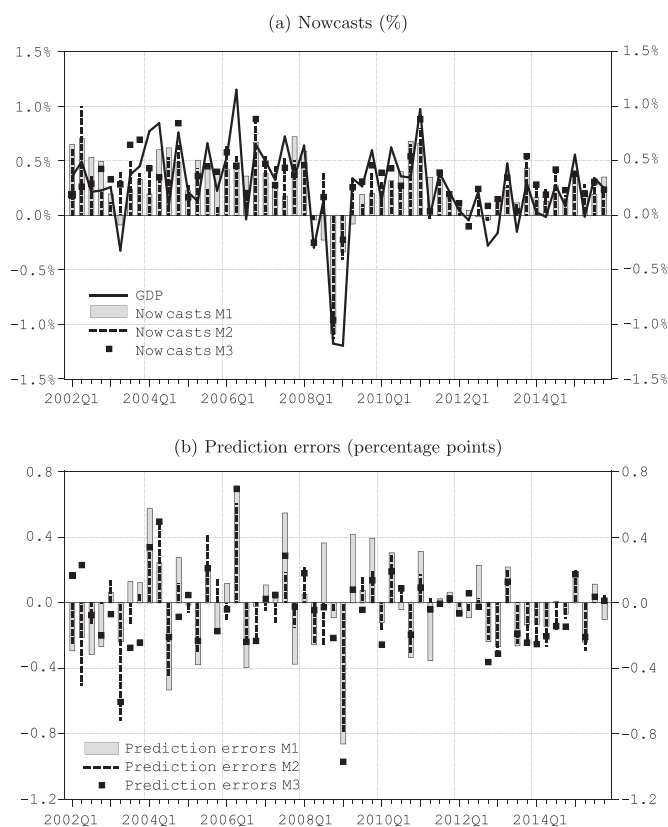 (a) Nowcasts (%)
1.5% 1.5%
1.0% 1.0%
0.5% 0.5%
0.0% 0.0%
-0.5% -0.5%
GDP
Nowcasts M1
-1.0% -1.0%
Nowcasts M2
Nowcasts M3
-1.5% -1.5%
2002Q1 2004Q1 2006Q1 2008Q1 2010Q1 2012Q1 2014Q1
(b) Prediction errors (percentage points)
0.8 0.8
0.4 0.4
0.0 0.0
-0.4 -0.4
-0.8 -0.8
Prediction errors M1
Prediction errors M2
Prediction errors M3
-1.2 -1.2
2002Q1 2004Q1 2006Q1 2008Q1 2010Q1 2012Q1 2014Q1